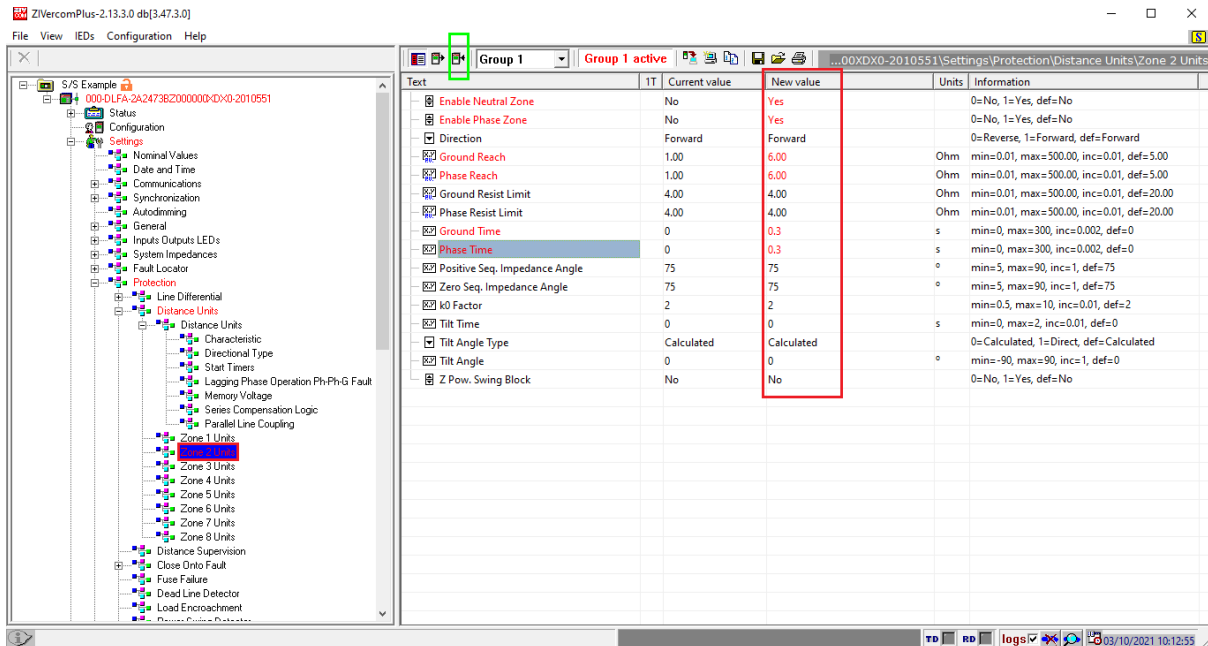 ZIVercomPlus-2.13.3.0 db[3.47.3.0]
File View IEDs Configuration Help
S
Group 1 Group 1 active ...00XDX0-2010551\Settings\Protection\Distance Units\Zone 2 Units
S/S Example
000-DLFA-2A2473BZ000000XDX0-2010551
Status
Configuration
Settings
Nominal Values
Date and Time
Communications
Synchronization
Autodimming
General
Inputs Outputs LEDs
System Impedances
Fault Locator
Protection
Line Differential
Distance Units
Distance Units
Characteristic
Directional Type
Start Timers
Lagging Phase Operation Ph-Ph-G Fault
Memory Voltage
Series Compensation Logic
Parallel Line Coupling
Zone 1 Units
Zone 2 Units
Zone 3 Units
Zone 4 Units
Zone 5 Units
Zone 6 Units
Zone 7 Units
Zone 8 Units
Distance Supervision
Close Onto Fault
Fuse Failure
Dead Line Detector
Load Encroachment
Text 1T Current value New value Units Information
Enable Neutral Zone No Yes 0=No, 1=Yes, def=No
Enable Phase Zone No Yes 0=No, 1=Yes, def=No
Direction Forward Forward 0=Reverse, 1=Forward, def=Forward
Ground Reach 1.00 6.00 Ohm min=0.01, max=500.00, inc=0.01, def=5.00
Phase Reach 1.00 6.00 Ohm min=0.01, max=500.00, inc=0.01, def=5.00
Ground Resist Limit 4.00 4.00 Ohm min=0.01, max=500.00, inc=0.01, def=20.00
Phase Resist Limit 4.00 4.00 Ohm min=0.01, max=500.00, inc=0.01, def=20.00
Ground Time 0 0.3 s min=0, max=300, inc=0.002, def=0
Phase Time 0 0.3 s min=0, max=300, inc=0.002, def=0
Positive Seq. Impedance Angle 75 75 ° min=5, max=90, inc=1, def=75
Zero Seq. Impedance Angle 75 75 ° min=5, max=90, inc=1, def=75
k0 Factor 2 2 min=0.5, max=10, inc=0.01, def=2
Tilt Time 0 0 s min=0, max=2, inc=0.01, def=0
Tilt Angle Type Calculated Calculated 0=Calculated, 1=Direct, def=Calculated
Tilt Angle 0 0 ° min=-90, max=90, inc=1, def=0
Z Pow. Swing Block No No 0=No, 1=Yes, def=No
TD RD logs 03/10/2021 10:12:55